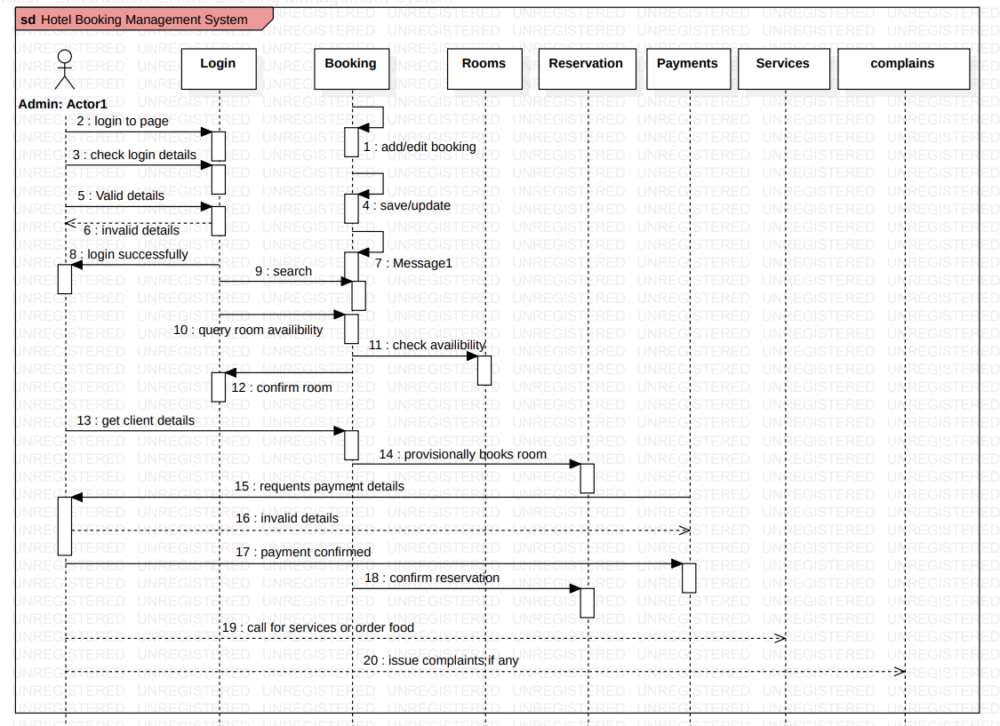 sd Hotel Booking Management System
Login
Booking
Rooms
Reservation
Payments
Services
complains
Admin: Actor1
2 : login to page
1 : add/edit booking
3 : check login details
5 : Valid details
4 : save/update
6 : invalid details
8 : login successfully
7 : Message1
9 : search
10 : query room availibility
11 : check availibility
12 : confirm room
13 : get client details
14 : provisionally books room
15 : requents payment details
16 : invalid details
17 : payment confirmed
18 : confirm reservation
19 : call for services or order food
20 : issue complaints if any
UNREGISTERED